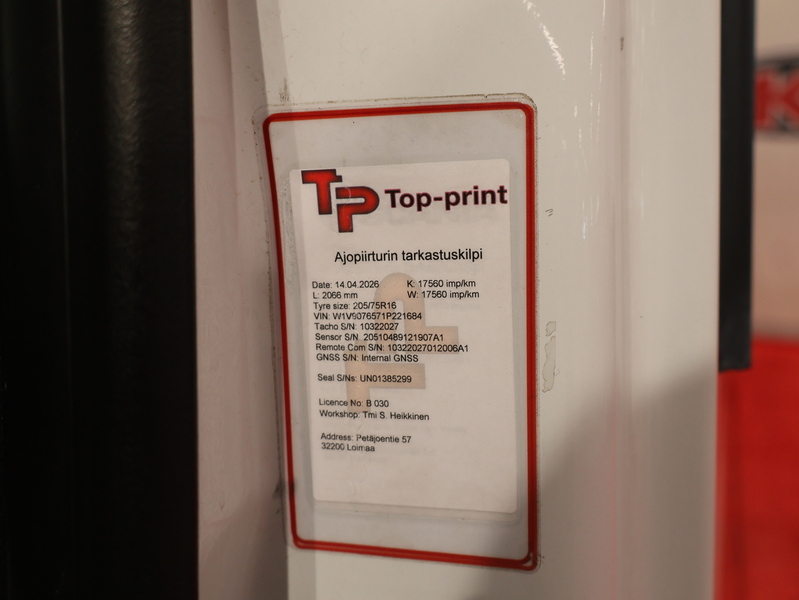 TP Top-print
Ajopiirturin tarkastuskilpi
Date: 14.04.2026 K: 17560 imp/km
L: 2066 mm W: 17560 imp/km
Tyre size: 205/75R16
VIN: W1V9076571P221684
Tacho S/N: 10322027
Sensor S/N: 20510489121907A1
Remote Com S/N: 10322027012006A1
GNSS S/N: Internal GNSS
Seal S/Ns: UN01385299
Licence No: B 030
Workshop: Tmi S. Heikkinen
Address: Petäjoentie 57
32200 Loimaa
K